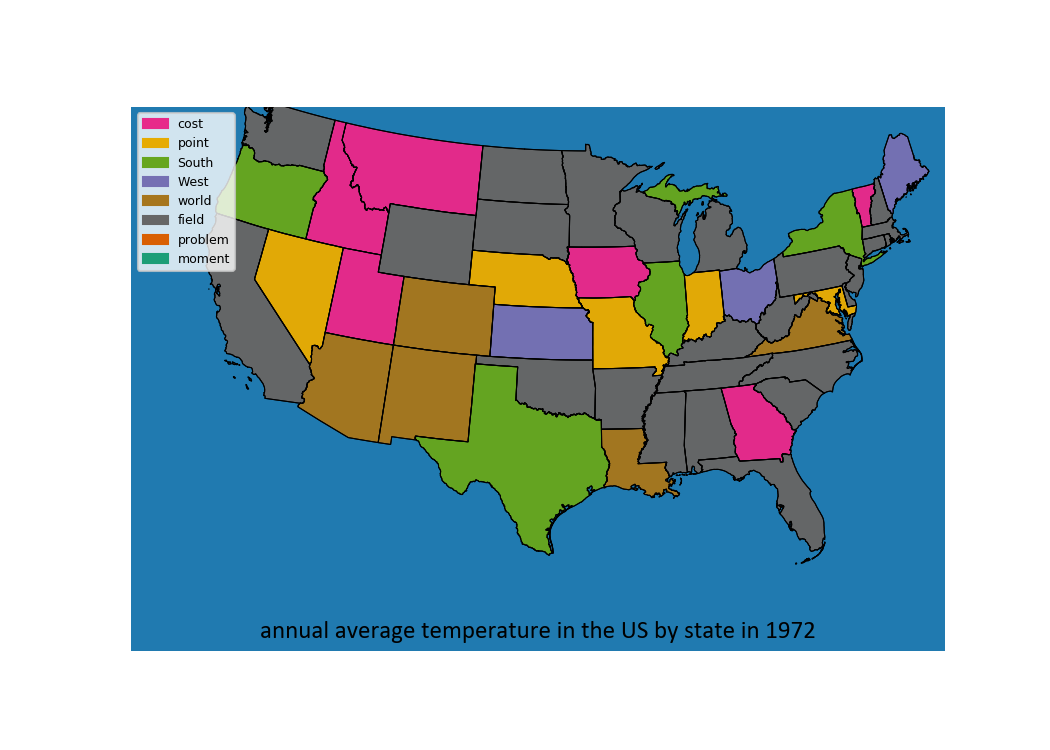 cost
point
South
West
world
field
problem
moment
annual average temperature in the US by state in 1972